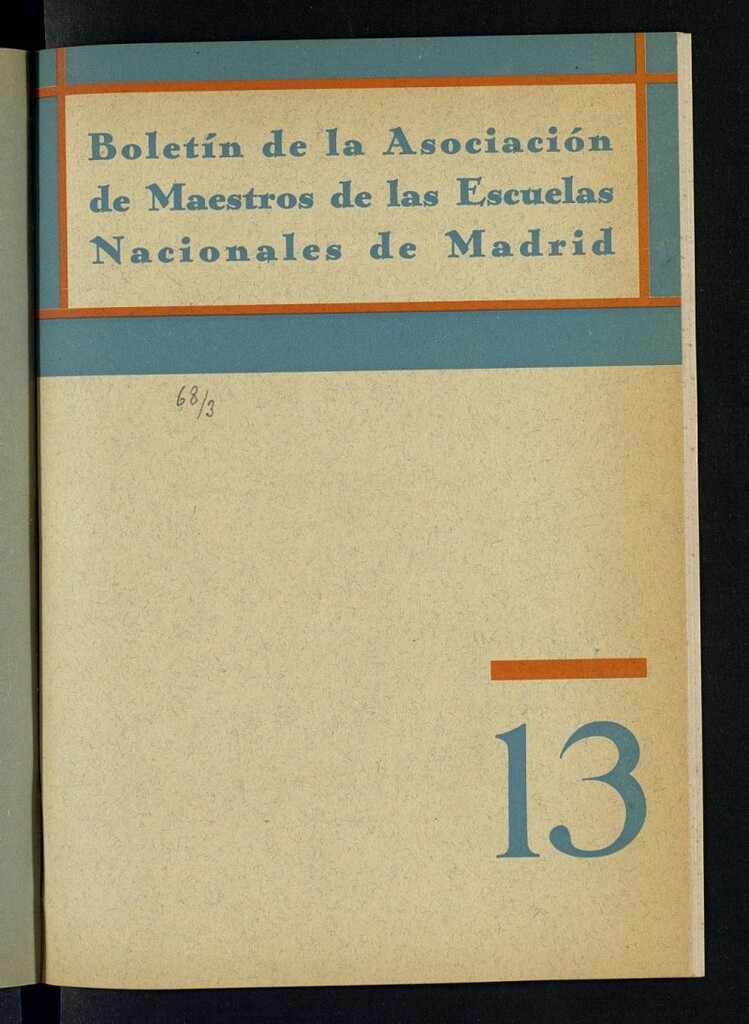 Boletín de la Asociación
de Maestros de las Escuelas
Nacionales de Madrid
68/3
13